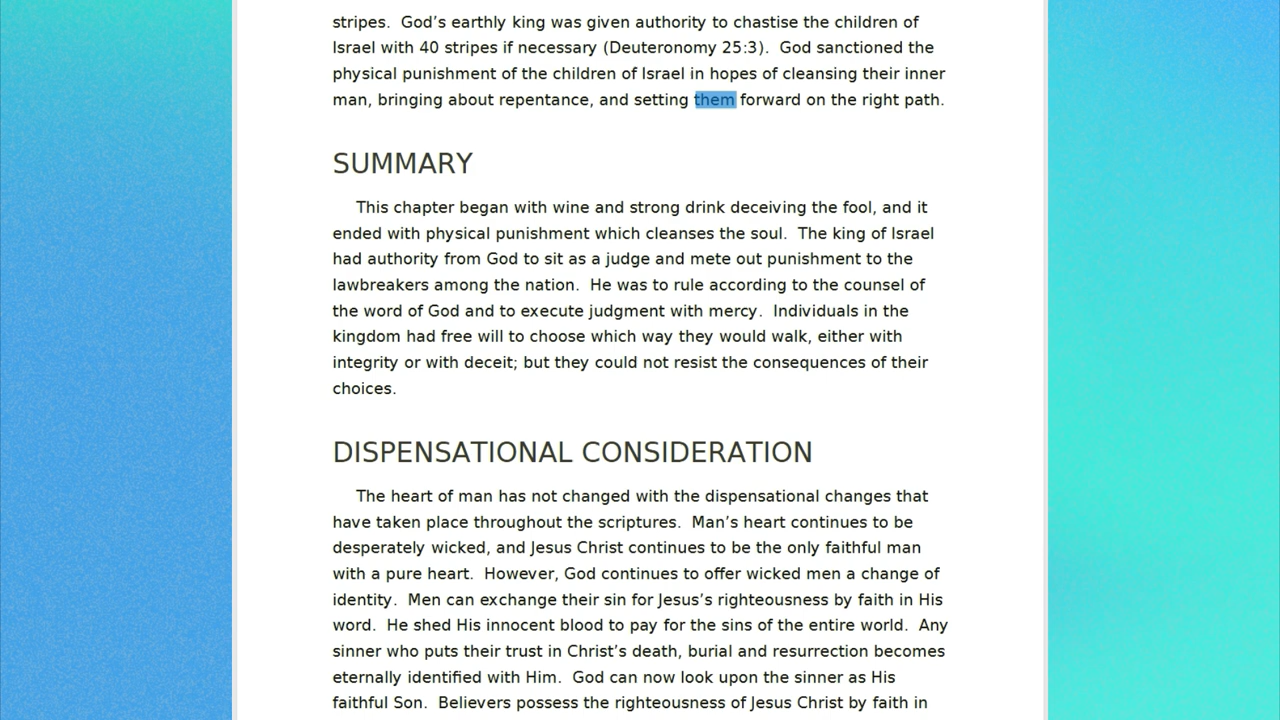 stripes.  God’s earthly king was given authority to chastise the children of
Israel with 40 stripes if necessary (Deuteronomy 25:3).  God sanctioned the
physical punishment of the children of Israel in hopes of cleansing their inner
man, bringing about repentance, and setting them forward on the right path.
SUMMARY
This chapter began with wine and strong drink deceiving the fool, and it
ended with physical punishment which cleanses the soul.  The king of Israel
had authority from God to sit as a judge and mete out punishment to the
lawbreakers among the nation.  He was to rule according to the counsel of
the word of God and to execute judgment with mercy.  Individuals in the
kingdom had free will to choose which way they would walk, either with
integrity or with deceit; but they could not resist the consequences of their
choices.
DISPENSATIONAL CONSIDERATION
The heart of man has not changed with the dispensational changes that
have taken place throughout the scriptures.  Man’s heart continues to be
desperately wicked, and Jesus Christ continues to be the only faithful man
with a pure heart.  However, God continues to offer wicked men a change of
identity.  Men can exchange their sin for Jesus’s righteousness by faith in His
word.  He shed His innocent blood to pay for the sins of the entire world.  Any
sinner who puts their trust in Christ’s death, burial and resurrection becomes
eternally identified with Him.  God can now look upon the sinner as His
faithful Son.  Believers possess the righteousness of Jesus Christ by faith in